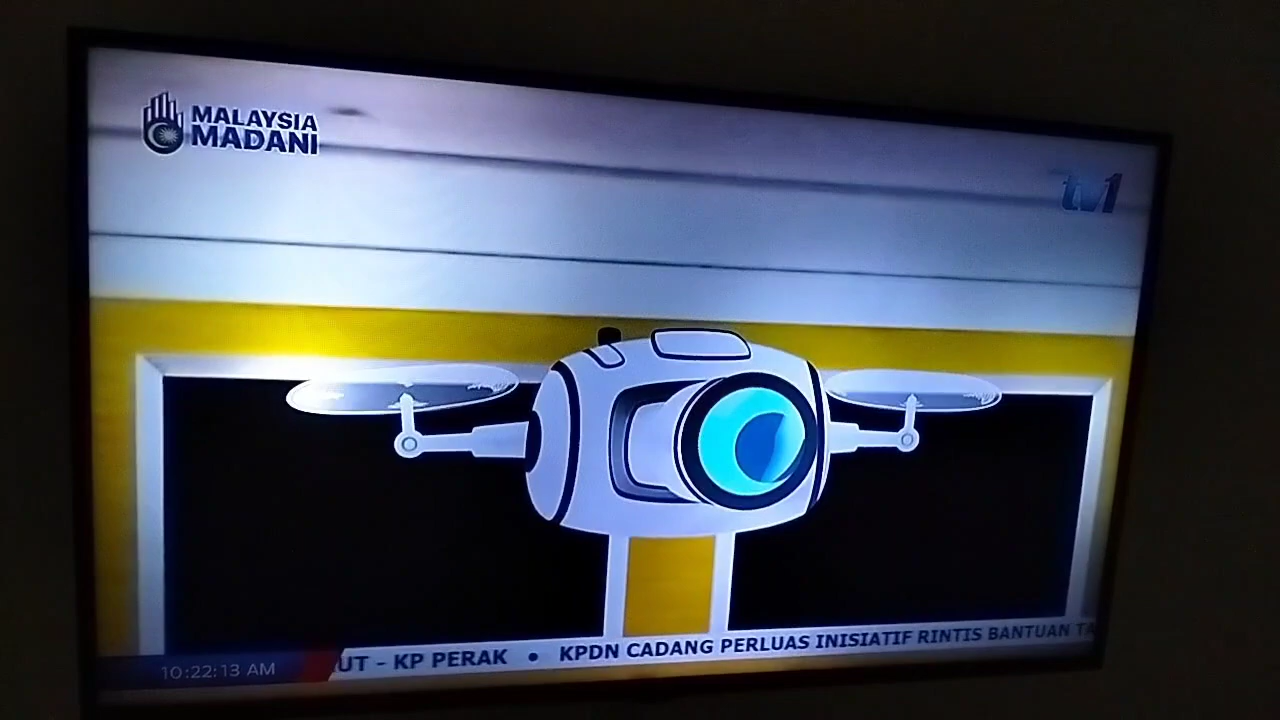 MALAYSIA
MADANI
tv1
10:22:13 AM
UT - KP PERAK • KPDN CADANG PERLUAS INISIATIF RINTIS BANTUAN TA